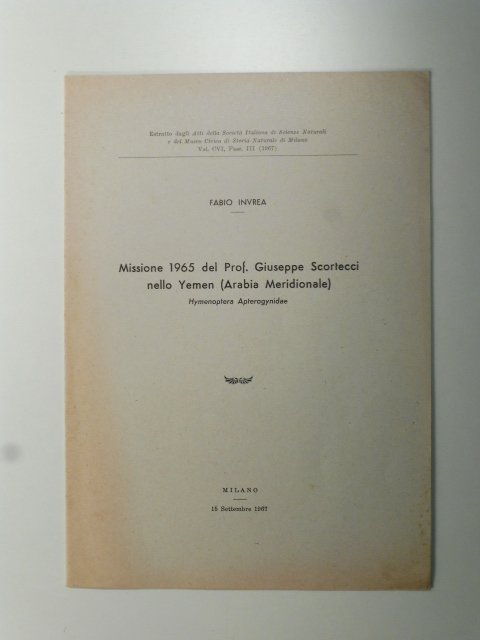 Estratto dagli Atti della Società Italiana di Scienze Naturali
e del Museo Civico di Storia Naturale di Milano
Vol. CVI, Fasc. III (1967)
FABIO INVREA
Missione 1965 del Prof. Giuseppe Scortecci
nello Yemen (Arabia Meridionale)
Hymenoptera Apterogynidae
MILANO
15 Settembre 1967